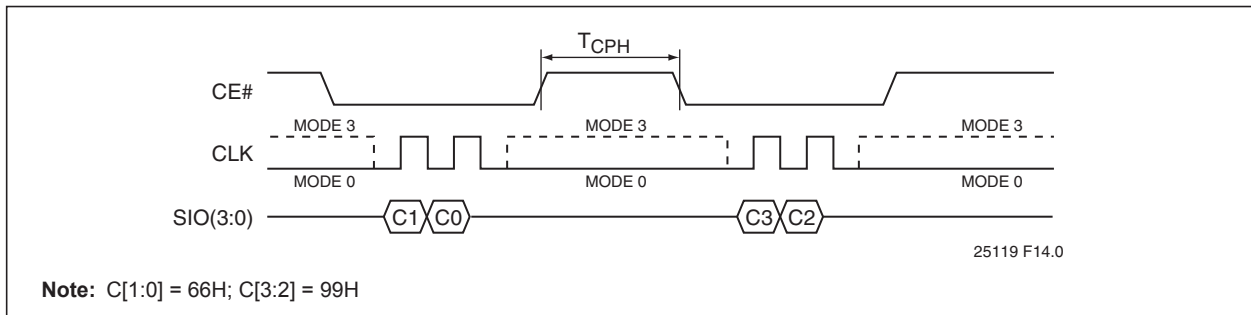 TCPH
CE#
MODE 3 MODE 3 MODE 3
CLK
MODE 0 MODE 0 MODE 0
SIO(3:0) C1 C0 C3 C2
25119 F14.0
Note: C[1:0] = 66H; C[3:2] = 99H